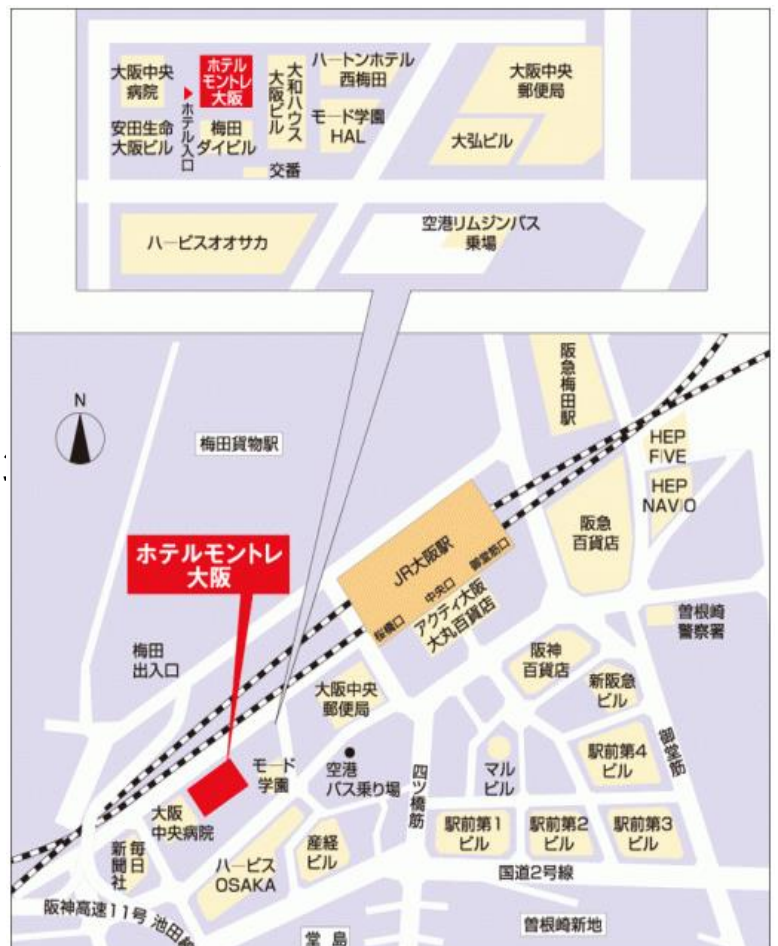 大阪中央
病院
ホテル
モントレ
大阪
大和ハウス
大阪ビル
ハートンホテル
西梅田
大阪中央
郵便局
安田生命
大阪ビル
ホテル入口
梅田
ダイビル
モード学園
HAL
大弘ビル
交番
ハービスオオサカ
空港リムジンバス
乗場
N
梅田貨物駅
阪急梅田駅
HEP
FIVE
HEP
NAVIO
阪急
百貨店
ホテルモントレ
大阪
JR大阪駅
御堂筋口
中央口
桜橋口
アクティ大阪
大丸百貨店
曽根崎
警察署
梅田
出入口
阪神
百貨店
大阪中央
郵便局
新阪急
ビル
御堂筋
駅前第4
ビル
モード
学園
空港
バス乗り場
四ツ橋筋
マル
ビル
大阪
中央病院
毎日
新聞社
ハービス
OSAKA
産経
ビル
駅前第1
ビル
駅前第2
ビル
駅前第3
ビル
国道2号線
阪神高速11号 池田
堂島
曽根崎新地